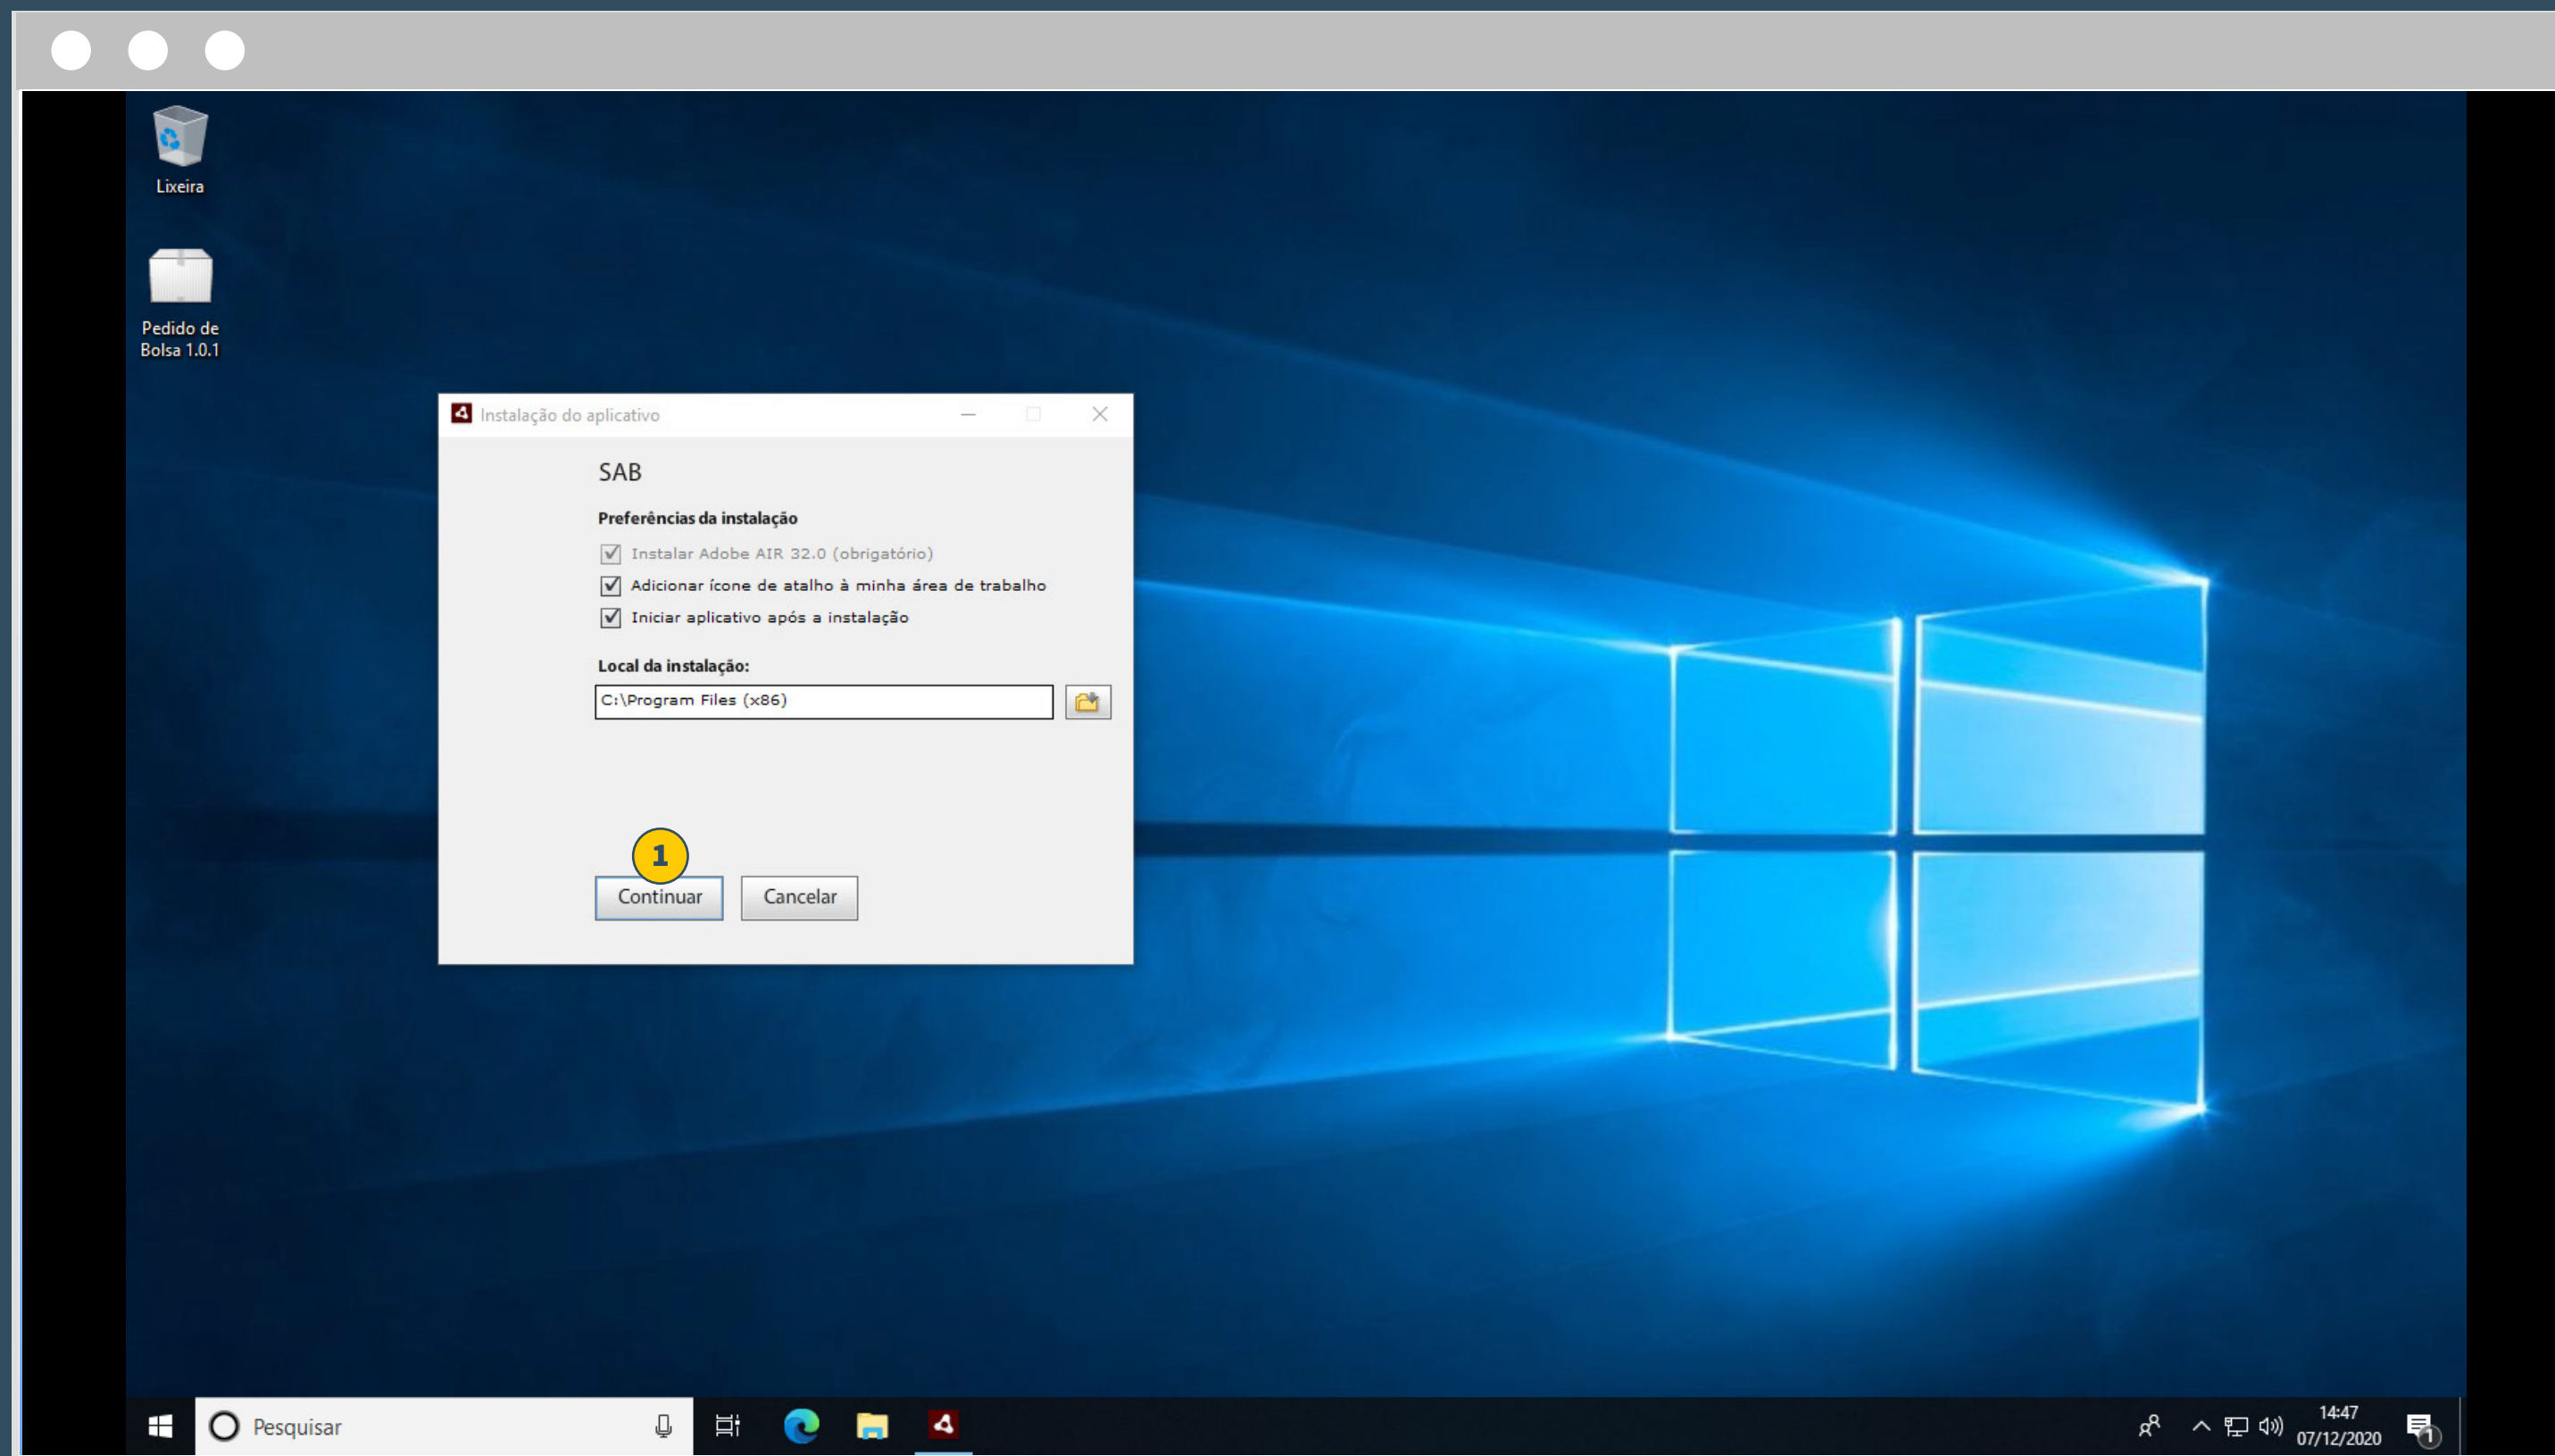 Lixeira
Pedido de
Bolsa 1.0.1
Instalação do aplicativo
SAB
Preferências da instalação
Instalar Adobe AIR 32.0 (obrigatório)
Adicionar ícone de atalho à minha área de trabalho
Iniciar aplicativo após a instalação
Local da instalação:
C:\Program Files (x86)
1
Continuar
Cancelar
Pesquisar
14:47
07/12/2020
1